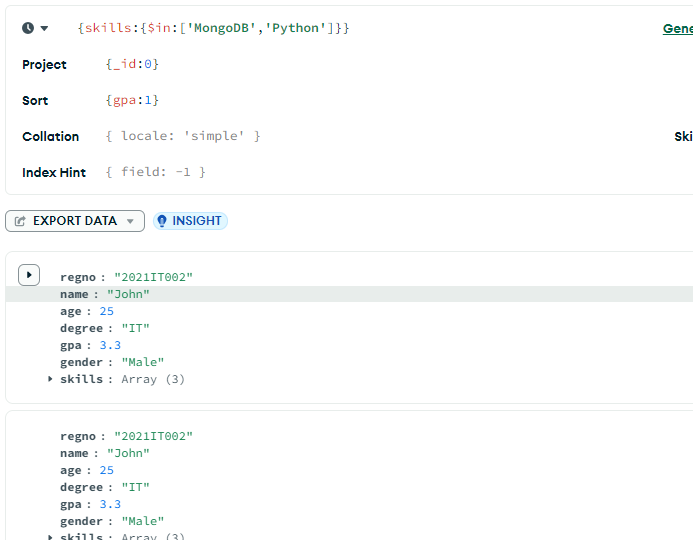 {skills:{$in:['MongoDB','Python']}} Gene
Project {_id:0}
Sort {gpa:1}
Collation { locale: 'simple' } Ski
Index Hint { field: -1 }
EXPORT DATA INSIGHT
regno : "2021IT002"
name : "John"
age : 25
degree : "IT"
gpa : 3.3
gender : "Male"
skills : Array (3)
regno : "2021IT002"
name : "John"
age : 25
degree : "IT"
gpa : 3.3
gender : "Male"
skills : Array (3)